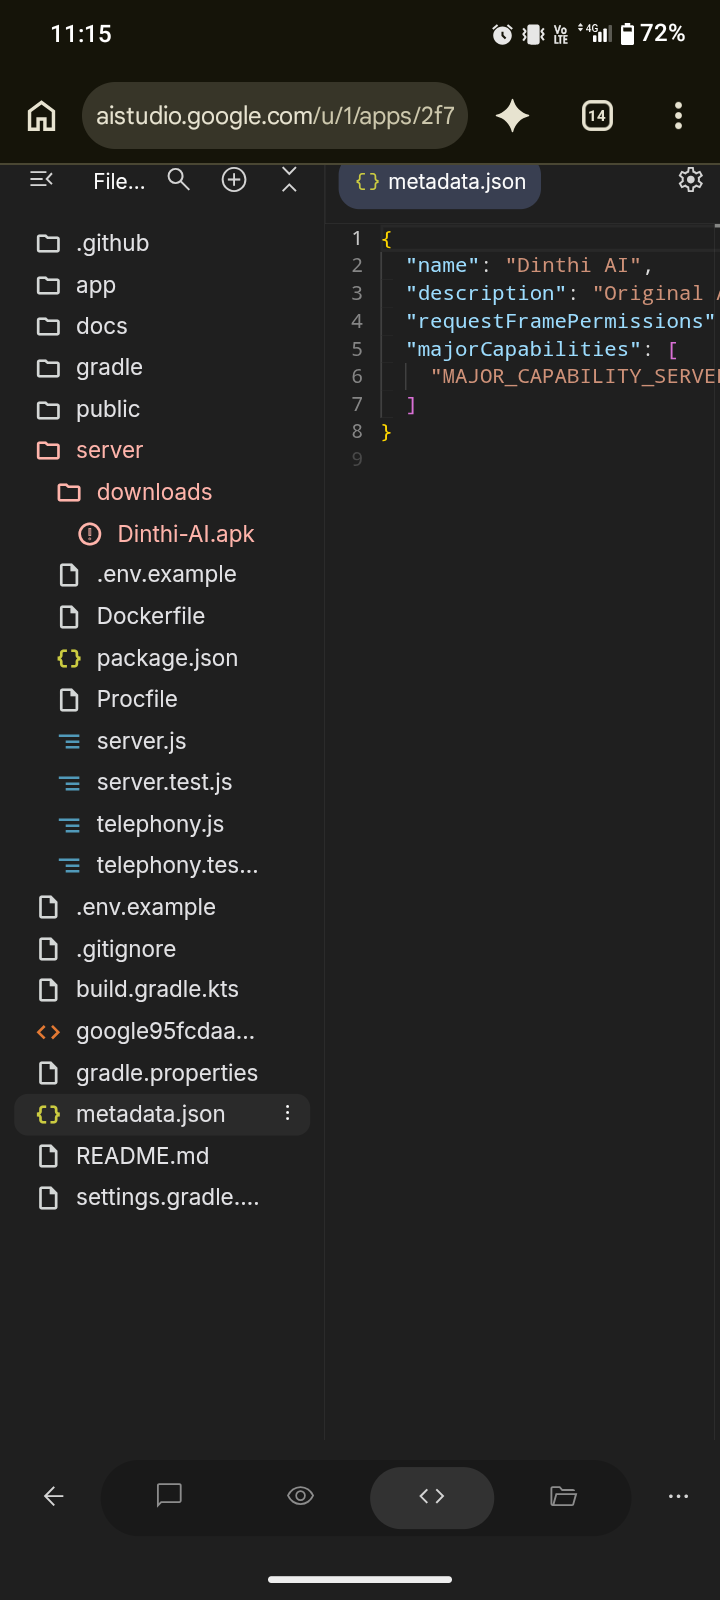 11:15
Vo LTE 4G 72%
aistudio.google.com/u/1/apps/2f7
14
File...
metadata.json
.github
app
docs
gradle
public
server
downloads
Dinthi-AI.apk
.env.example
Dockerfile
package.json
Procfile
server.js
server.test.js
telephony.js
telephony.tes...
.env.example
.gitignore
build.gradle.kts
google95fcdaa...
gradle.properties
metadata.json
README.md
settings.gradle....
1 {
2 "name": "Dinthi AI",
3 "description": "Original
4 "requestFramePermissions"
5 "majorCapabilities": [
6 "MAJOR_CAPABILITY_SERVE
7 ]
8 }
9